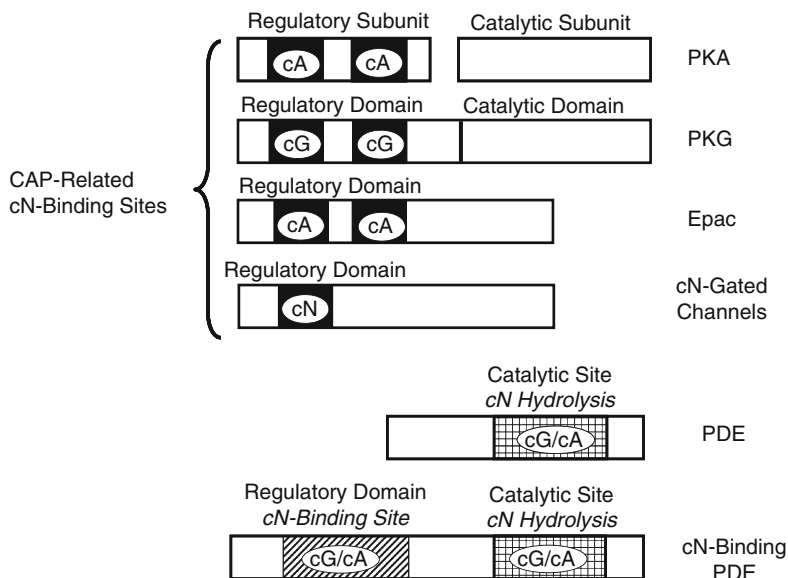 Regulatory Subunit
Catalytic Subunit
cA
cA
PKA
Regulatory Domain
Catalytic Domain
cG
cG
PKG
CAP-Related
cN-Binding Sites
Regulatory Domain
cA
cA
Epac
Regulatory Domain
cN
cN-Gated
Channels
Catalytic Site
cN Hydrolysis
cG/cA
PDE
Regulatory Domain
cN-Binding Site
Catalytic Site
cN Hydrolysis
cG/cA
cG/cA
cN-Binding
PDE